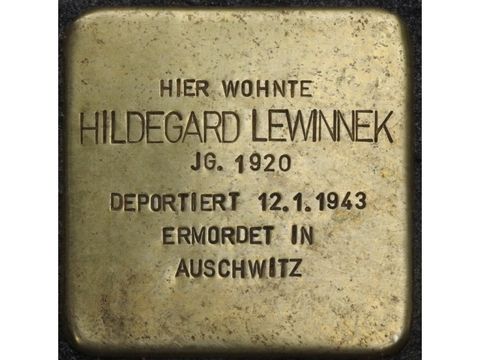 HIER WOHNTE
HILDEGARD LEWINNEK
JG. 1920
DEPORTIERT 12.1.1943
ERMORDET IN
AUSCHWITZ